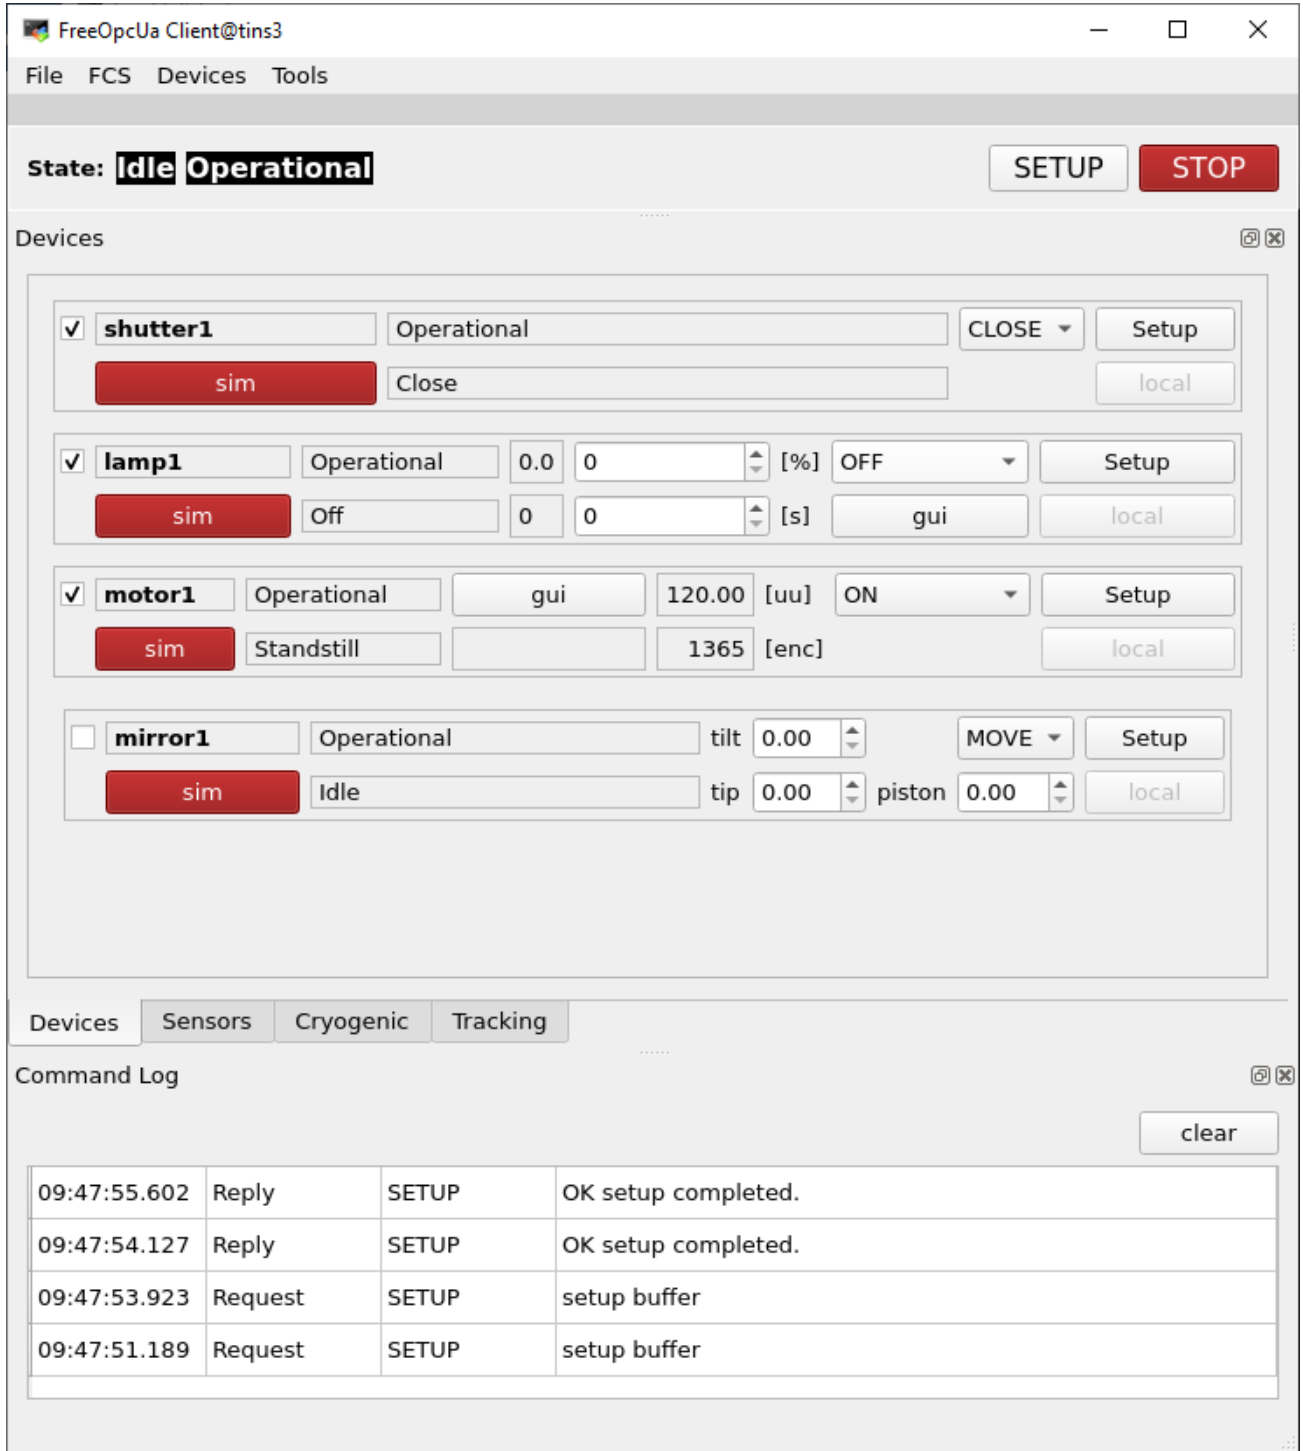 FreeOpcUa Client@tins3
File FCS Devices Tools
State: Idle Operational SETUP STOP
Devices
shutter1 Operational CLOSE Setup
sim Close local
lamp1 Operational 0.0 0 [%] OFF Setup
sim Off 0 0 [s] gui local
motor1 Operational gui 120.00 [uu] ON Setup
sim Standstill 1365 [enc] local
mirror1 Operational tilt 0.00 MOVE Setup
sim Idle tip 0.00 piston 0.00 local
Devices Sensors Cryogenic Tracking
Command Log
clear
09:47:55.602 Reply SETUP OK setup completed.
09:47:54.127 Reply SETUP OK setup completed.
09:47:53.923 Request SETUP setup buffer
09:47:51.189 Request SETUP setup buffer